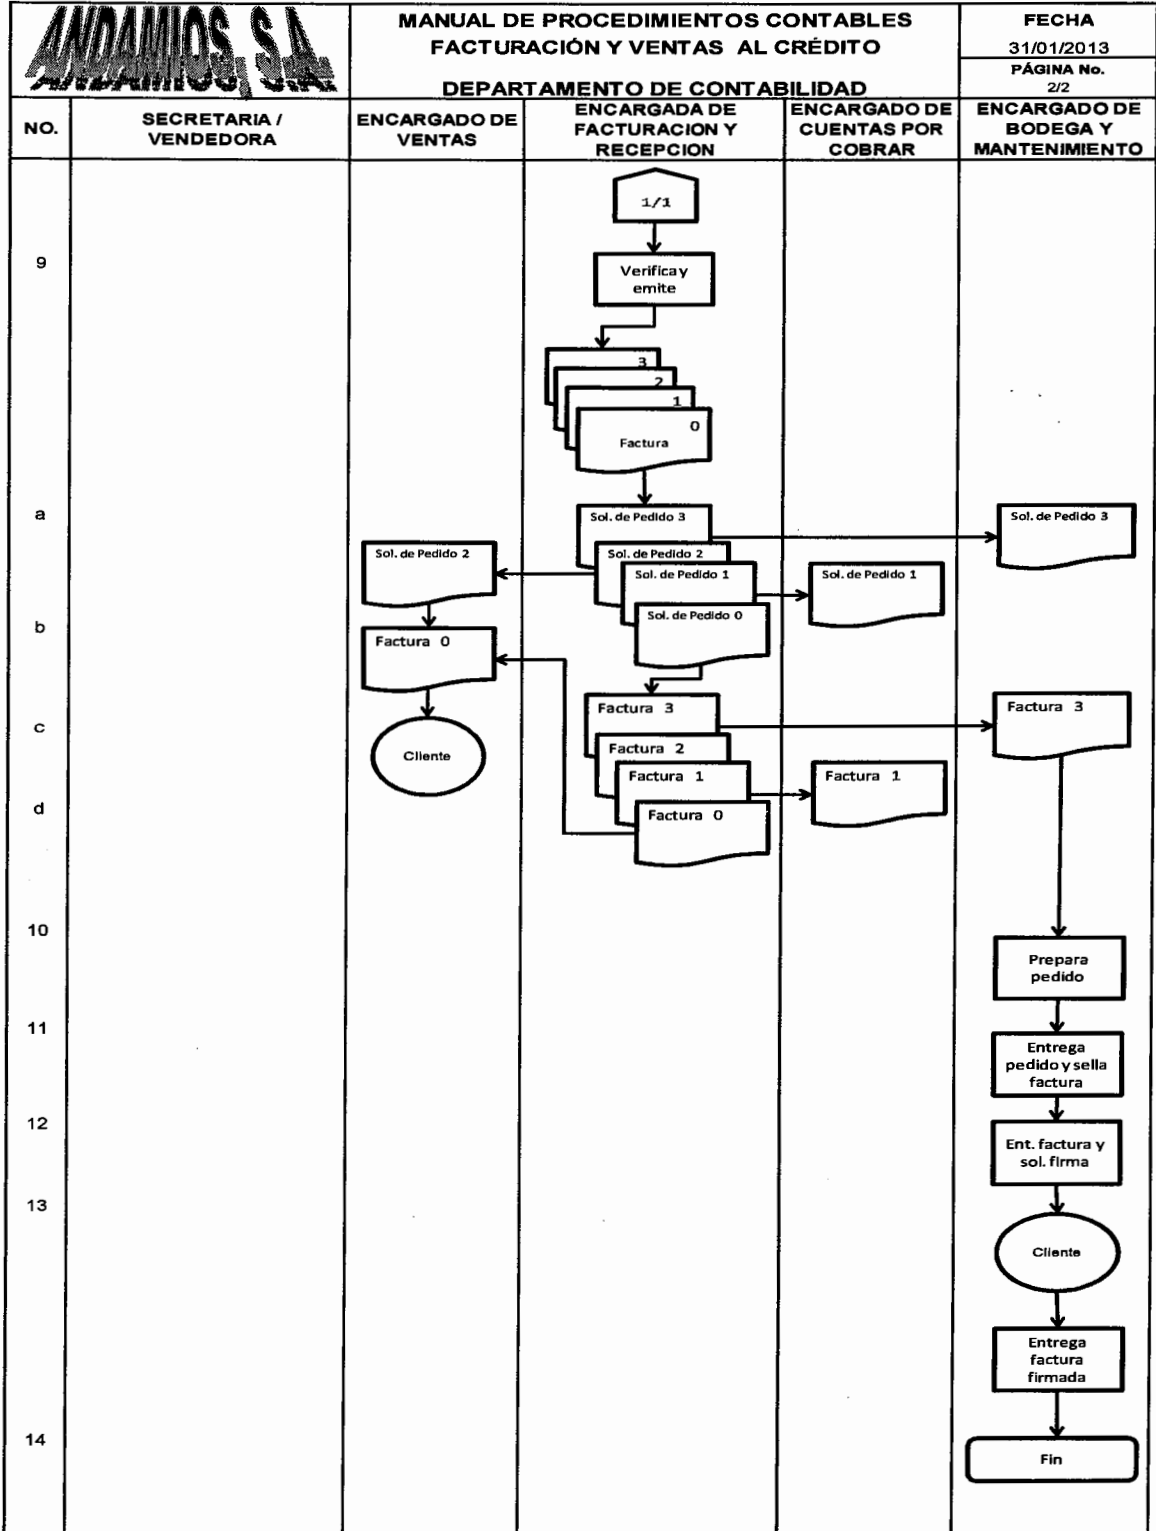 ANDAMIOS, S.A.
MANUAL DE PROCEDIMIENTOS CONTABLES
FACTURACIÓN Y VENTAS AL CRÉDITO
DEPARTAMENTO DE CONTABILIDAD
FECHA
31/01/2013
PÁGINA No.
2/2
NO.
SECRETARIA /
VENDEDORA
ENCARGADO DE
VENTAS
ENCARGADA DE
FACTURACION Y
RECEPCION
ENCARGADO DE
CUENTAS POR
COBRAR
ENCARGADO DE
BODEGA Y
MANTENIMIENTO
1/1
9
Verifica y
emite
3
2
1
0
Factura
a
Sol. de Pedido 3
Sol. de Pedido 3
Sol. de Pedido 2
Sol. de Pedido 2
Sol. de Pedido 1
Sol. de Pedido 1
Sol. de Pedido 0
b
Factura 0
Factura 3
Factura 3
c
Cliente
Factura 2
Factura 1
Factura 1
d
Factura 0
10
Prepara
pedido
11
Entrega
pedido y sella
factura
12
Ent. factura y
sol. firma
13
Cliente
Entrega
factura
firmada
14
Fin